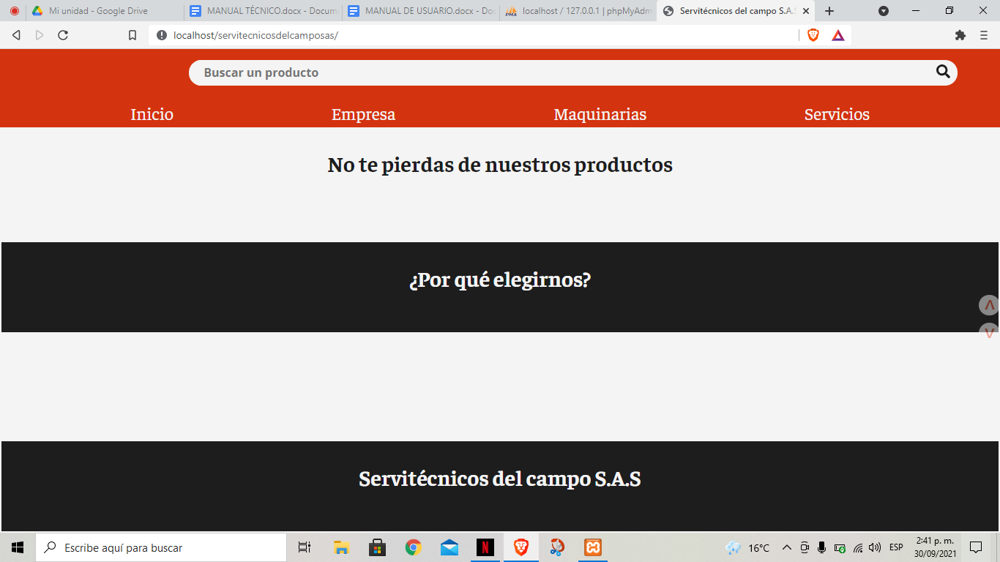 Mi unidad - Google Drive
MANUAL TÉCNICO.docx - Docum
MANUAL DE USUARIO.docx - Doc
localhost / 127.0.0.1 | phpMyAdm
Servitécnicos del campo S.A.S
localhost/servitecnicosdelcamposas/
Buscar un producto
Inicio Empresa Maquinarias Servicios
No te pierdas de nuestros productos
¿Por qué elegirnos?
Servitécnicos del campo S.A.S
Escribe aquí para buscar
16°C ESP 2:41 p. m.
30/09/2021